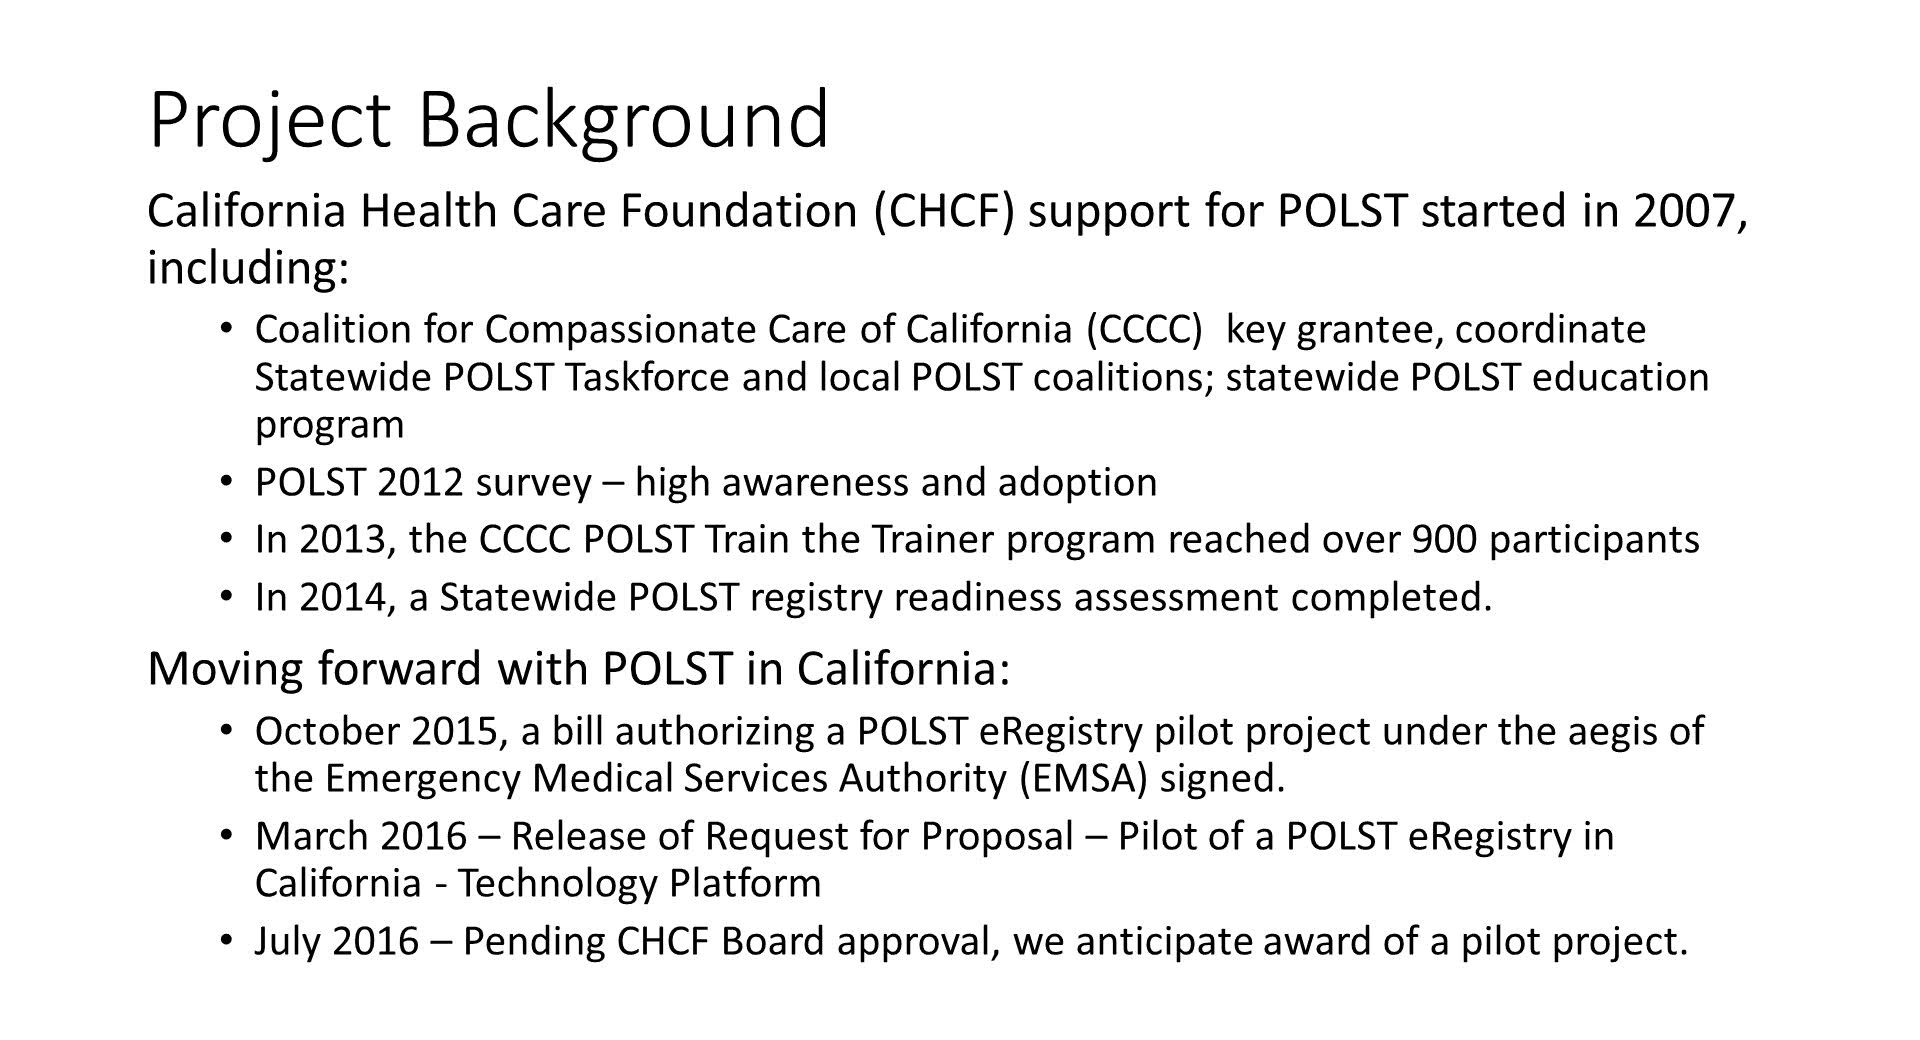 Project Background
California Health Care Foundation (CHCF) support for POLST started in 2007,
including:
• Coalition for Compassionate Care of California (CCCC)  key grantee, coordinate
Statewide POLST Taskforce and local POLST coalitions; statewide POLST education
program
• POLST 2012 survey – high awareness and adoption
• In 2013, the CCCC POLST Train the Trainer program reached over 900 participants
• In 2014, a Statewide POLST registry readiness assessment completed.
Moving forward with POLST in California:
• October 2015, a bill authorizing a POLST eRegistry pilot project under the aegis of
the Emergency Medical Services Authority (EMSA) signed.
• March 2016 – Release of Request for Proposal – Pilot of a POLST eRegistry in
California - Technology Platform
• July 2016 – Pending CHCF Board approval, we anticipate award of a pilot project.